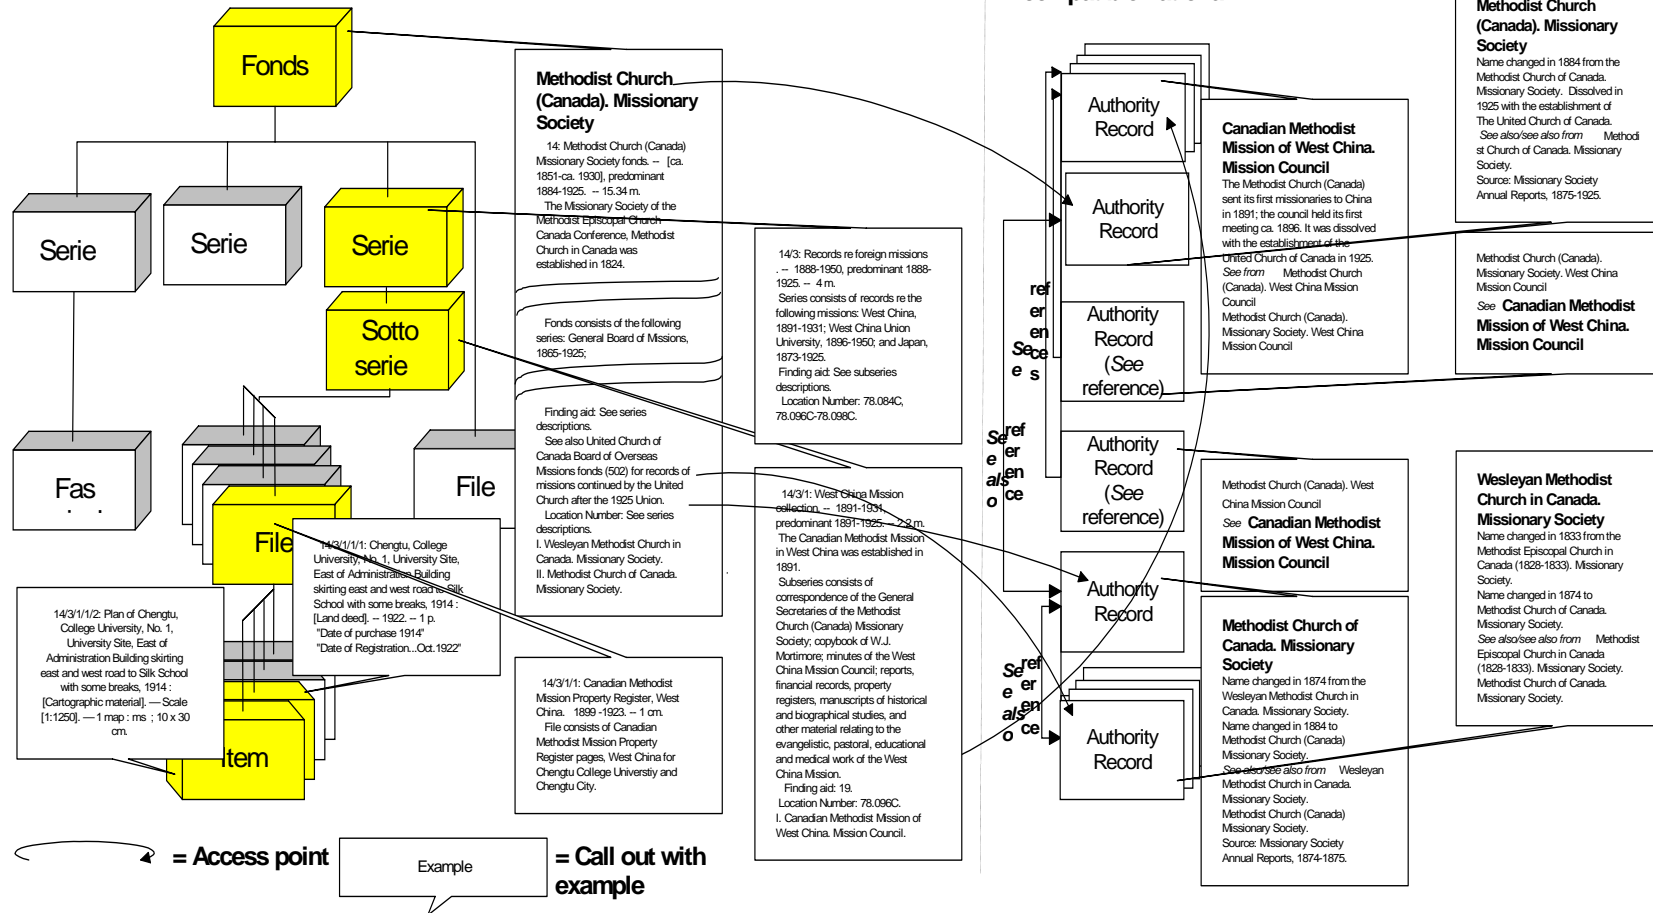 Fonds
Serie
Serie
Serie
Sotto
serie
Fas
File
File
Item
Methodist Church
(Canada). Missionary
Society
14: Methodist Church (Canada)
Missionary Society fonds. -- [ca.
1851-ca. 1930], predominant
1884-1925. -- 15.34 m.
The Missionary Society of the
Methodist Episcopal Church
Canada Conference, Methodist
Church in Canada was
established in 1824.
Fonds consists of the following
series: General Board of Missions,
1865-1925;
Finding aid: See series
descriptions.
See also United Church of
Canada Board of Overseas
Missions fonds (502) for records of
missions continued by the United
Church after the 1925 Union.
Location Number: See series
descriptions.
I. Wesleyan Methodist Church in
Canada. Missionary Society.
II. Methodist Church of Canada.
Missionary Society.
14/3: Records re foreign missions
. -- 1888-1950, predominant 1888-
1925. -- 4 m.
Series consists of records re the
following missions: West China,
1891-1931; West China Union
University, 1896-1950; and Japan,
1873-1925.
Finding aid: See subseries
descriptions.
Location Number: 78.084C,
78.096C-78.098C.
14/3/1: West China Mission
collection. -- 1891-1931,
predominant 1891-1925. -- 2.2 m.
The Canadian Methodist Mission
in West China was established in
1891.
Subseries consists of
correspondence of the General
Secretaries of the Methodist
Church (Canada) Missionary
Society; copybook of W.J.
Mortimore; minutes of the West
China Mission Council; reports,
financial records, property
registers, manuscripts of historical
and biographical studies, and
other material relating to the
evangelistic, pastoral, educational
and medical work of the West
China Mission.
Finding aid: 19.
Location Number: 78.096C.
I. Canadian Methodist Mission of
West China. Mission Council.
14/3/1/1/1: Chengtu, College
University, No. 1, University Site,
East of Administration Building
skirting east and west road to Silk
School with some breaks, 1914 :
[Land deed]. -- 1922. -- 1 p.
"Date of purchase 1914"
"Date of Registration...Oct.1922"
14/3/1/1/2: Plan of Chengtu,
College University, No. 1,
University Site, East of
Administration Building skirting
east and west road to Silk School
with some breaks, 1914 :
[Cartographic material]. — Scale
[1:1250]. — 1 map : ms ; 10 x 30
cm.
14/3/1/1: Canadian Methodist
Mission Property Register, West
China. 1899 -1923. -- 1 cm.
File consists of Canadian
Methodist Mission Property
Register pages, West China for
Chengtu College Universtiy and
Chengtu City.
= Access point
Example
= Call out with
example
Authority
Record
Authority
Record
Authority
Record
(See
reference)
Authority
Record
(See
reference)
Authority
Record
Authority
Record
See
references
See also
reference
See also
reference
Canadian Methodist
Mission of West China.
Mission Council
The Methodist Church (Canada)
sent its first missionaries to China
in 1891; the council held its first
meeting ca. 1896. It was dissolved
with the establishment of the
United Church of Canada in 1925.
See from Methodist Church
(Canada). West China Mission
Council
Methodist Church (Canada).
Missionary Society. West China
Mission Council
Methodist Church (Canada). West
China Mission Council
See Canadian Methodist
Mission of West China.
Mission Council
Methodist Church of
Canada. Missionary
Society
Name changed in 1874 from the
Wesleyan Methodist Church in
Canada. Missionary Society.
Name changed in 1884 to
Methodist Church (Canada)
Missionary Society.
See also/see also from Wesleyan
Methodist Church in Canada.
Missionary Society.
Methodist Church (Canada)
Missionary Society.
Source: Missionary Society
Annual Reports, 1874-1875.
Methodist Church
(Canada). Missionary
Society
Name changed in 1884 from the
Methodist Church of Canada.
Missionary Society. Dissolved in
1925 with the establishment of
The United Church of Canada.
See also/see also from Methodi
st Church of Canada. Missionary
Society.
Source: Missionary Society
Annual Reports, 1875-1925.
Methodist Church (Canada).
Missionary Society. West China
Mission Council
See Canadian Methodist
Mission of West China.
Mission Council
Wesleyan Methodist
Church in Canada.
Missionary Society
Name changed in 1833 from the
Methodist Episcopal Church in
Canada (1828-1833). Missionary
Society.
Name changed in 1874 to
Methodist Church of Canada.
Missionary Society.
See also/see also from Methodist
Episcopal Church in Canada
(1828-1833). Missionary Society.
Methodist Church of Canada.
Missionary Society.